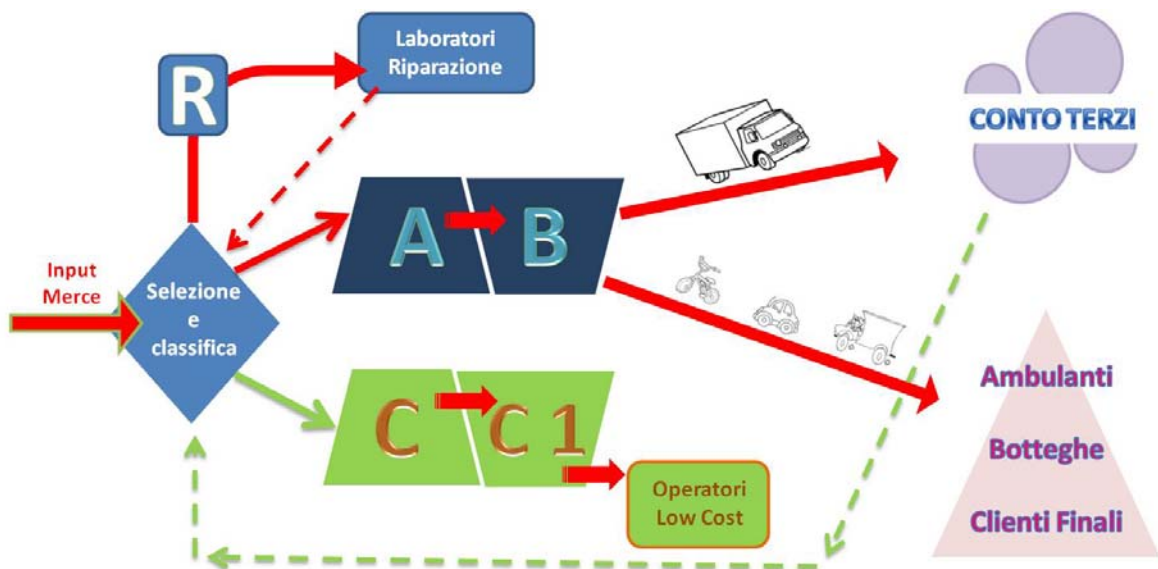 Laboratori
Riparazione
R
CONTO TERZI
A
B
Input
Merce
Selezione
e
classifica
Ambulanti
C
C 1
Botteghe
Operatori
Low Cost
Clienti Finali